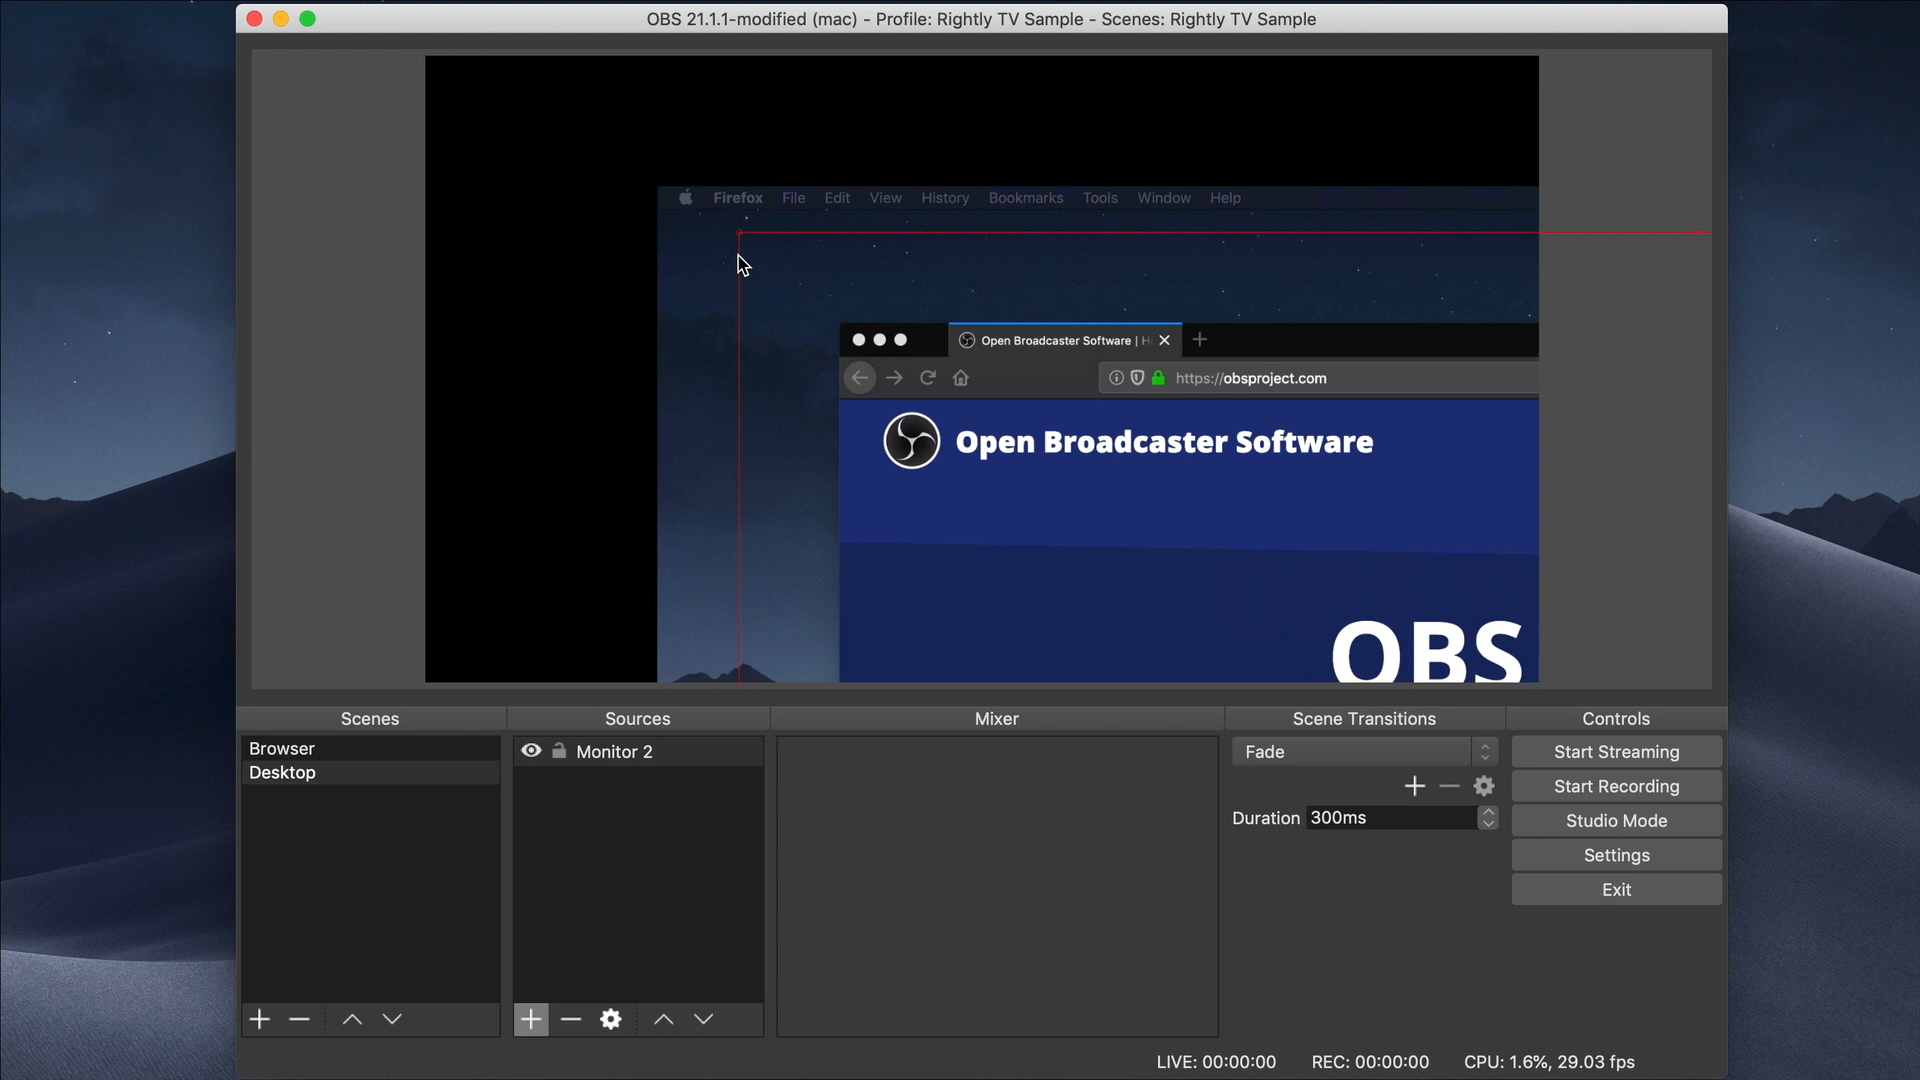 OBS 21.1.1-modified (mac) - Profile: Rightly TV Sample - Scenes: Rightly TV Sample
Firefox File Edit View History Bookmarks Tools Window Help
Open Broadcaster Software |
https://obsproject.com
Open Broadcaster Software
OBS
Scenes
Browser
Desktop
Sources
Monitor 2
Mixer
Scene Transitions
Fade
Duration 300ms
Controls
Start Streaming
Start Recording
Studio Mode
Settings
Exit
LIVE: 00:00:00 REC: 00:00:00 CPU: 1.6%, 29.03 fps